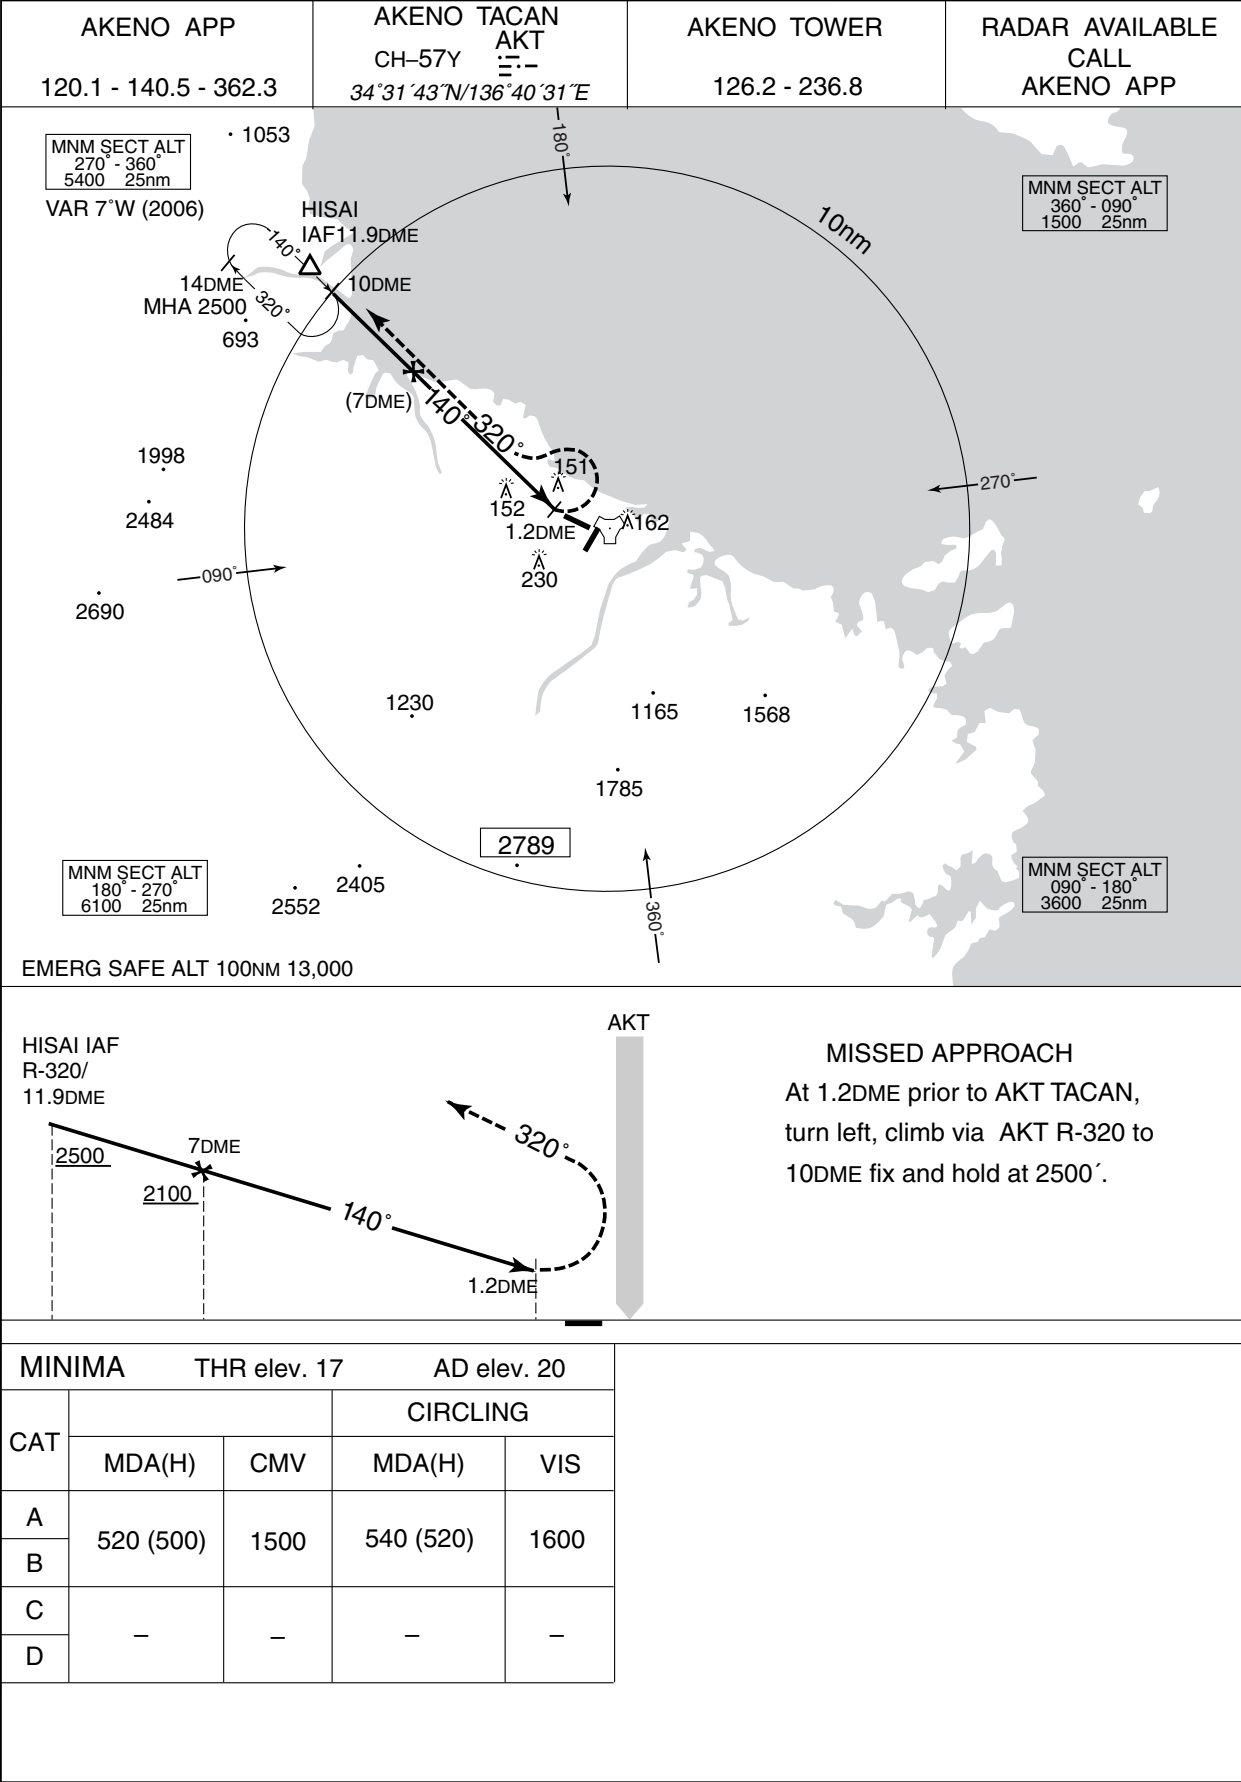 AKENO APP
120.1 - 140.5 - 362.3
AKENO TACAN
AKT
CH–57Y
34°31´43˝N/136°40´31˝E
AKENO TOWER
126.2 - 236.8
RADAR AVAILABLE
CALL
AKENO APP
MNM SECT ALT
270° - 360°
5400 25nm
VAR 7°W (2006)
1053
180°
MNM SECT ALT
360° - 090°
1500 25nm
10nm
HISAI
IAF11.9DME
140°
14DME
10DME
MHA 2500
320°
693
(7DME)
140°
320°
1998
2484
151
152
1.2DME
162
270°
090°
230
2690
1230
1165
1568
1785
2789
2405
2552
360°
MNM SECT ALT
180° - 270°
6100 25nm
MNM SECT ALT
090° - 180°
3600 25nm
EMERG SAFE ALT 100NM 13,000
AKT
HISAI IAF
R-320/
11.9DME
2500
7DME
2100
140°
320°
1.2DME
MISSED APPROACH
At 1.2DME prior to AKT TACAN,
turn left, climb via AKT R-320 to
10DME fix and hold at 2500´.
MINIMA THR elev. 17 AD elev. 20
CAT
CIRCLING
MDA(H) CMV MDA(H) VIS
A
B
520 (500) 1500 540 (520) 1600
C
D
– – – –